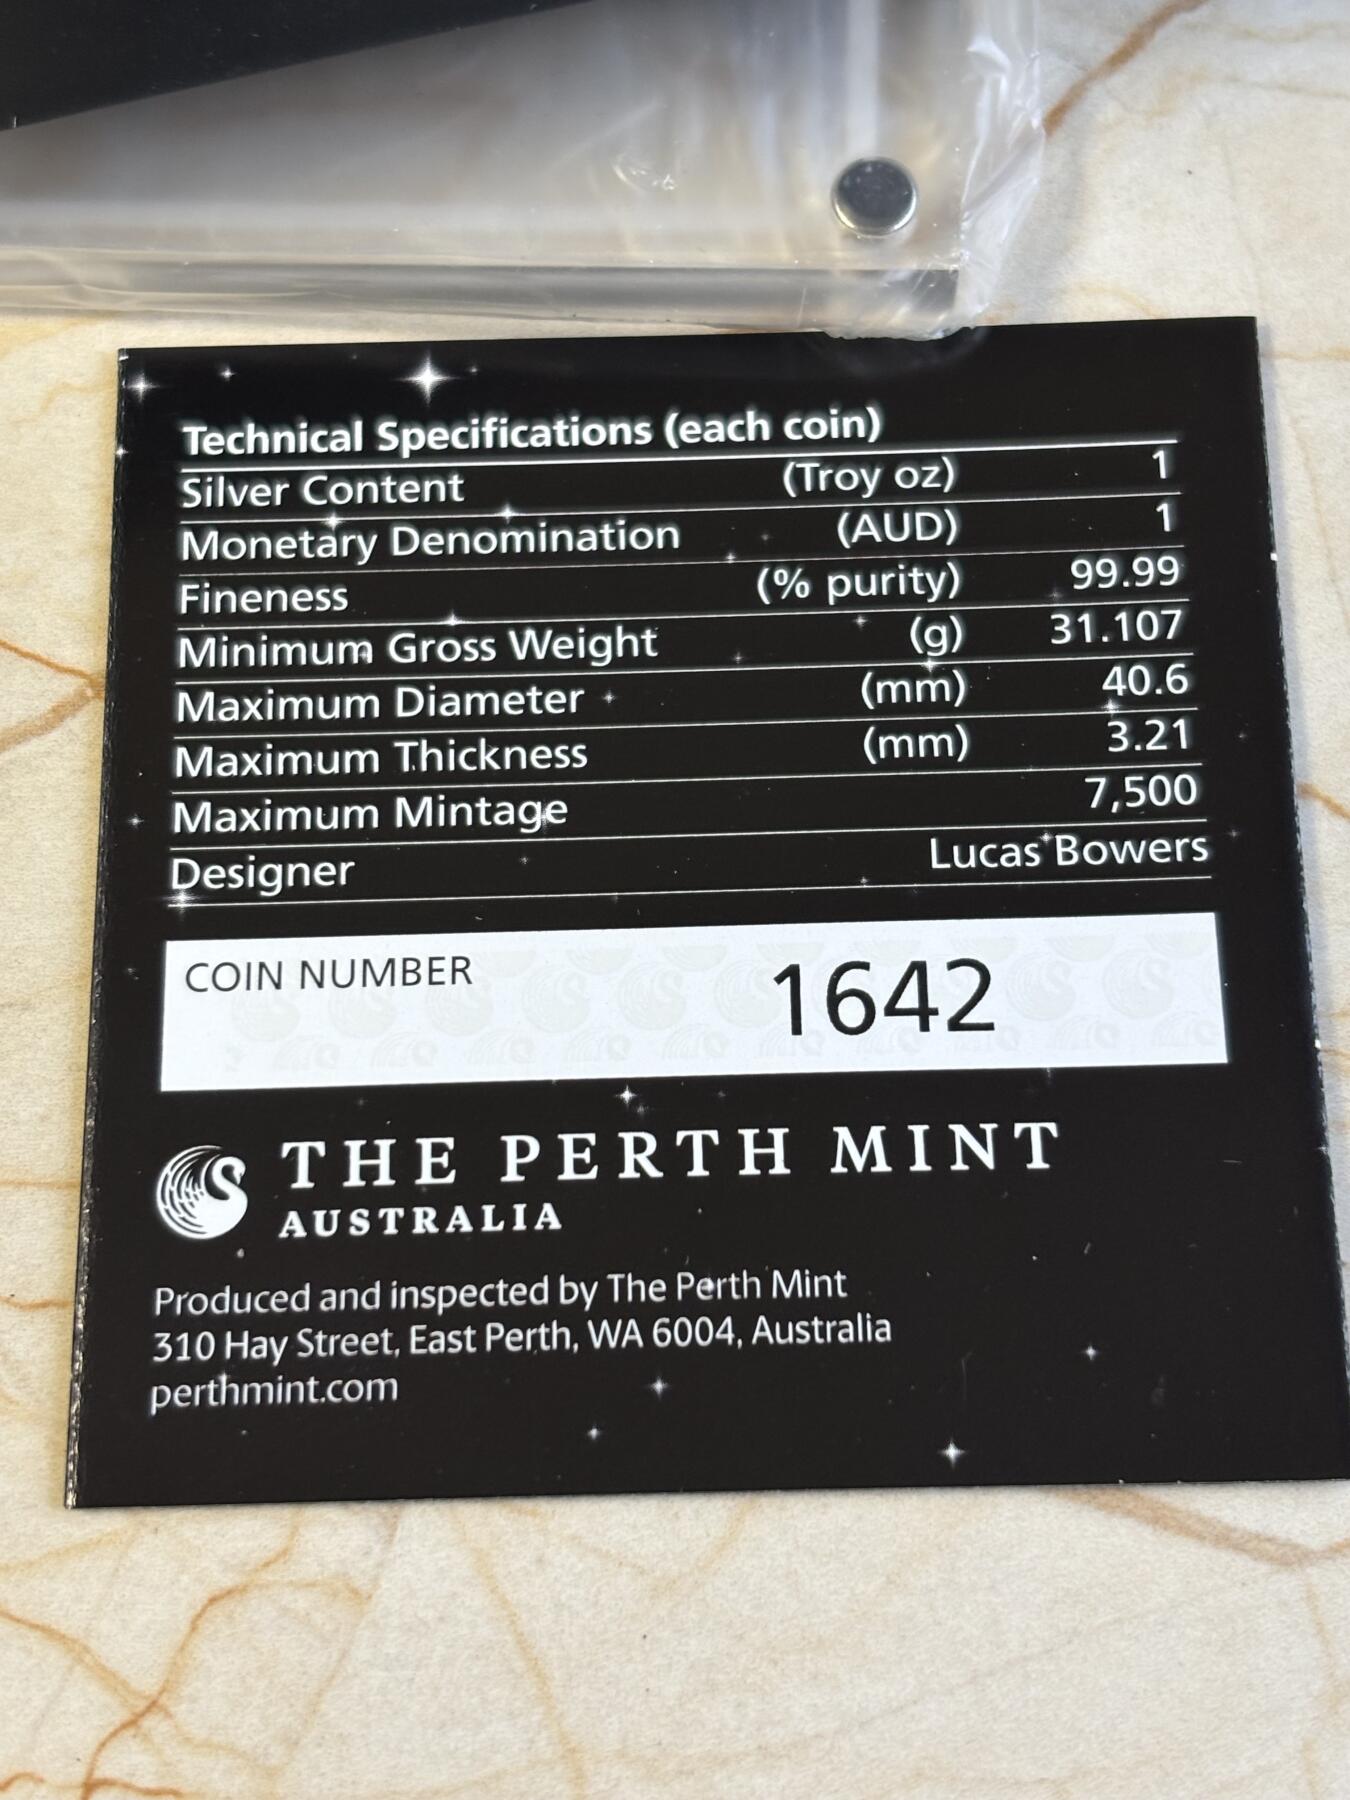 Technical Specifications (each coin)
Silver Content (Troy oz) 1
Monetary Denomination (AUD) 1
Fineness (% purity) 99.99
Minimum Gross Weight (g) 31.107
Maximum Diameter (mm) 40.6
Maximum Thickness (mm) 3.21
Maximum Mintage 7,500
Designer Lucas Bowers
COIN NUMBER 1642
THE PERTH MINT
AUSTRALIA
Produced and inspected by The Perth Mint
310 Hay Street, East Perth, WA 6004, Australia
perthmint.com